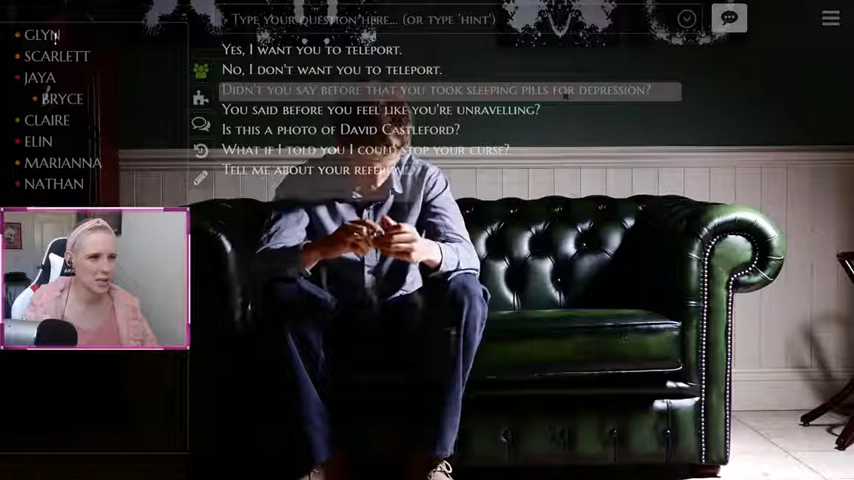 Type your question here... (or type 'hint')
Glyn
Scarlett
Jaya
Bryce
Claire
Elin
Marianna
Nathan
Yes, I want you to teleport.
No, I don't want you to teleport.
Didn't you say before that you took sleeping pills for depression?
You said before you feel like you're unravelling?
Is this a photo of David Castleford?
What if I told you I could stop your curse?
Tell me about your